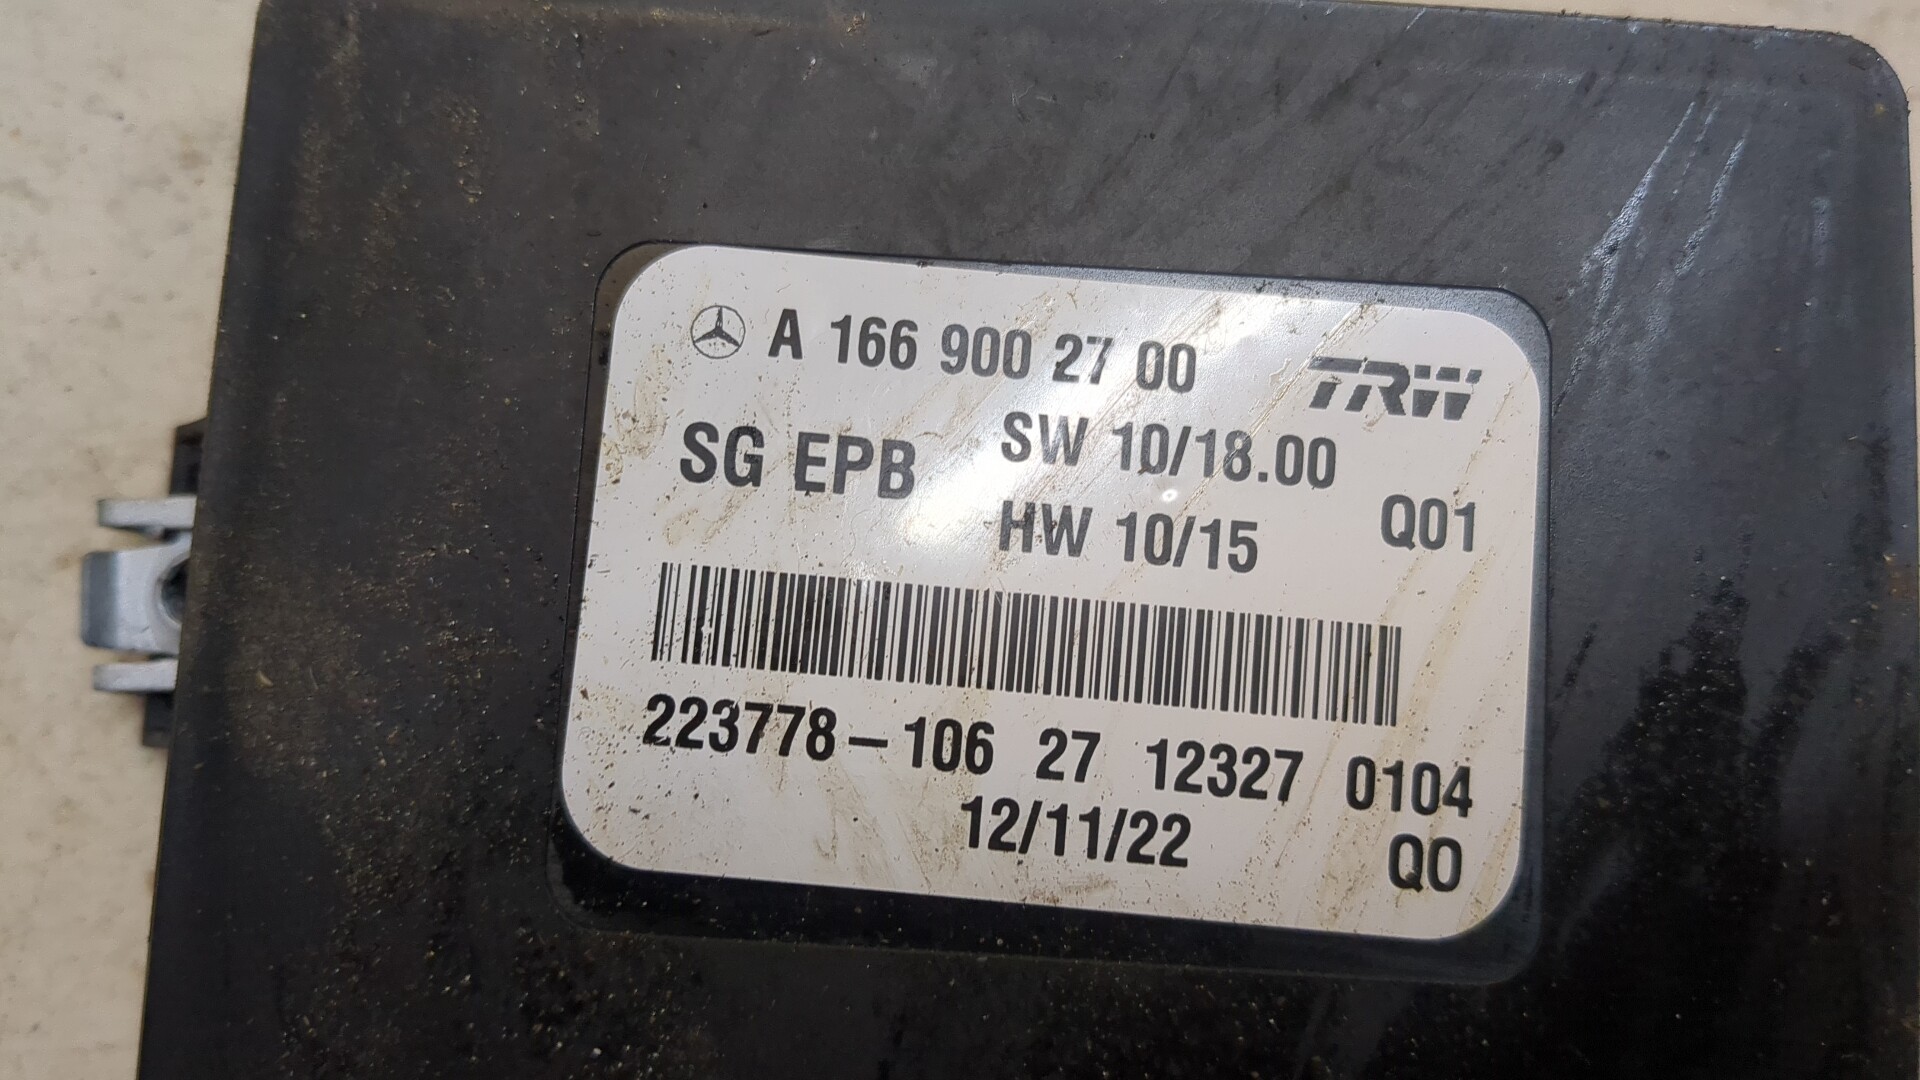 A 166 900 27 00 TRW
SG EPB SW 10/18.00
HW 10/15 Q01
223778-106 27 12327 0104
12/11/22 Q0